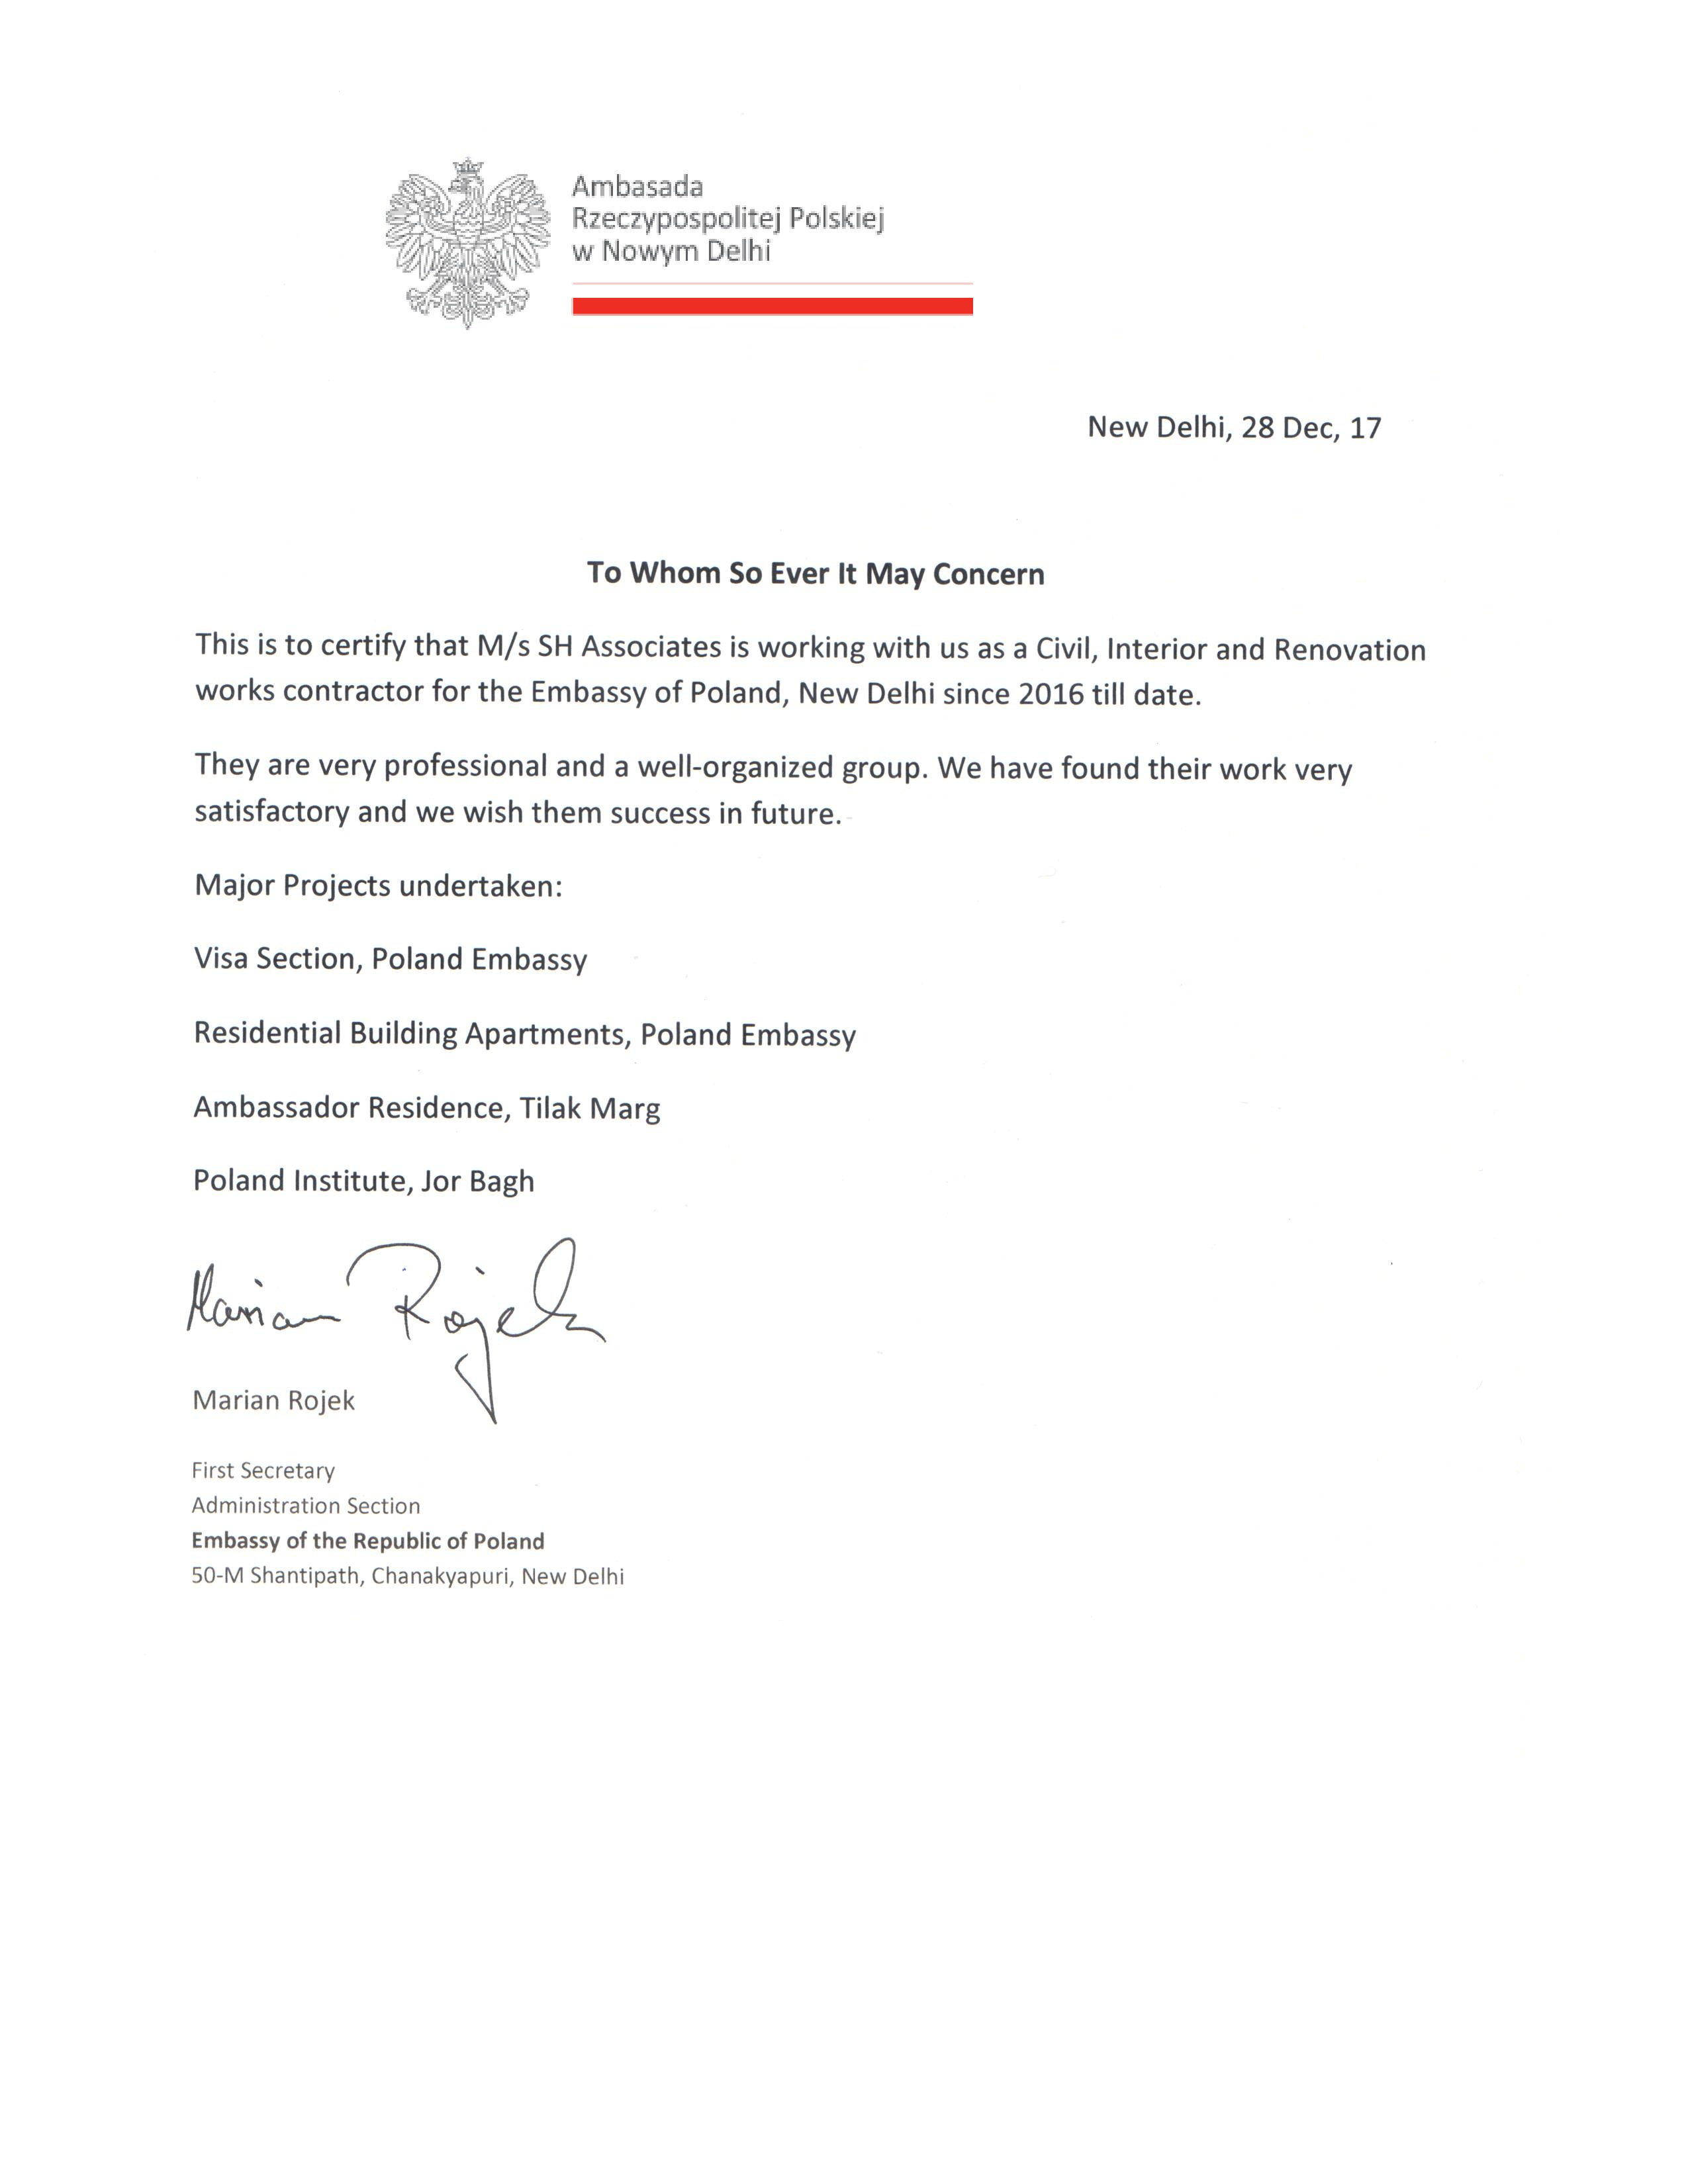 Ambasada
Rzeczypospolitej Polskiej
w Nowym Delhi
New Delhi, 28 Dec, 17
To Whom So Ever It May Concern
This is to certify that M/s SH Associates is working with us as a Civil, Interior and Renovation
works contractor for the Embassy of Poland, New Delhi since 2016 till date.
They are very professional and a well-organized group. We have found their work very
satisfactory and we wish them success in future.
Major Projects undertaken:
Visa Section, Poland Embassy
Residential Building Apartments, Poland Embassy
Ambassador Residence, Tilak Marg
Poland Institute, Jor Bagh
Marian Rojek
Marian Rojek
First Secretary
Administration Section
Embassy of the Republic of Poland
50-M Shantipath, Chanakyapuri, New Delhi